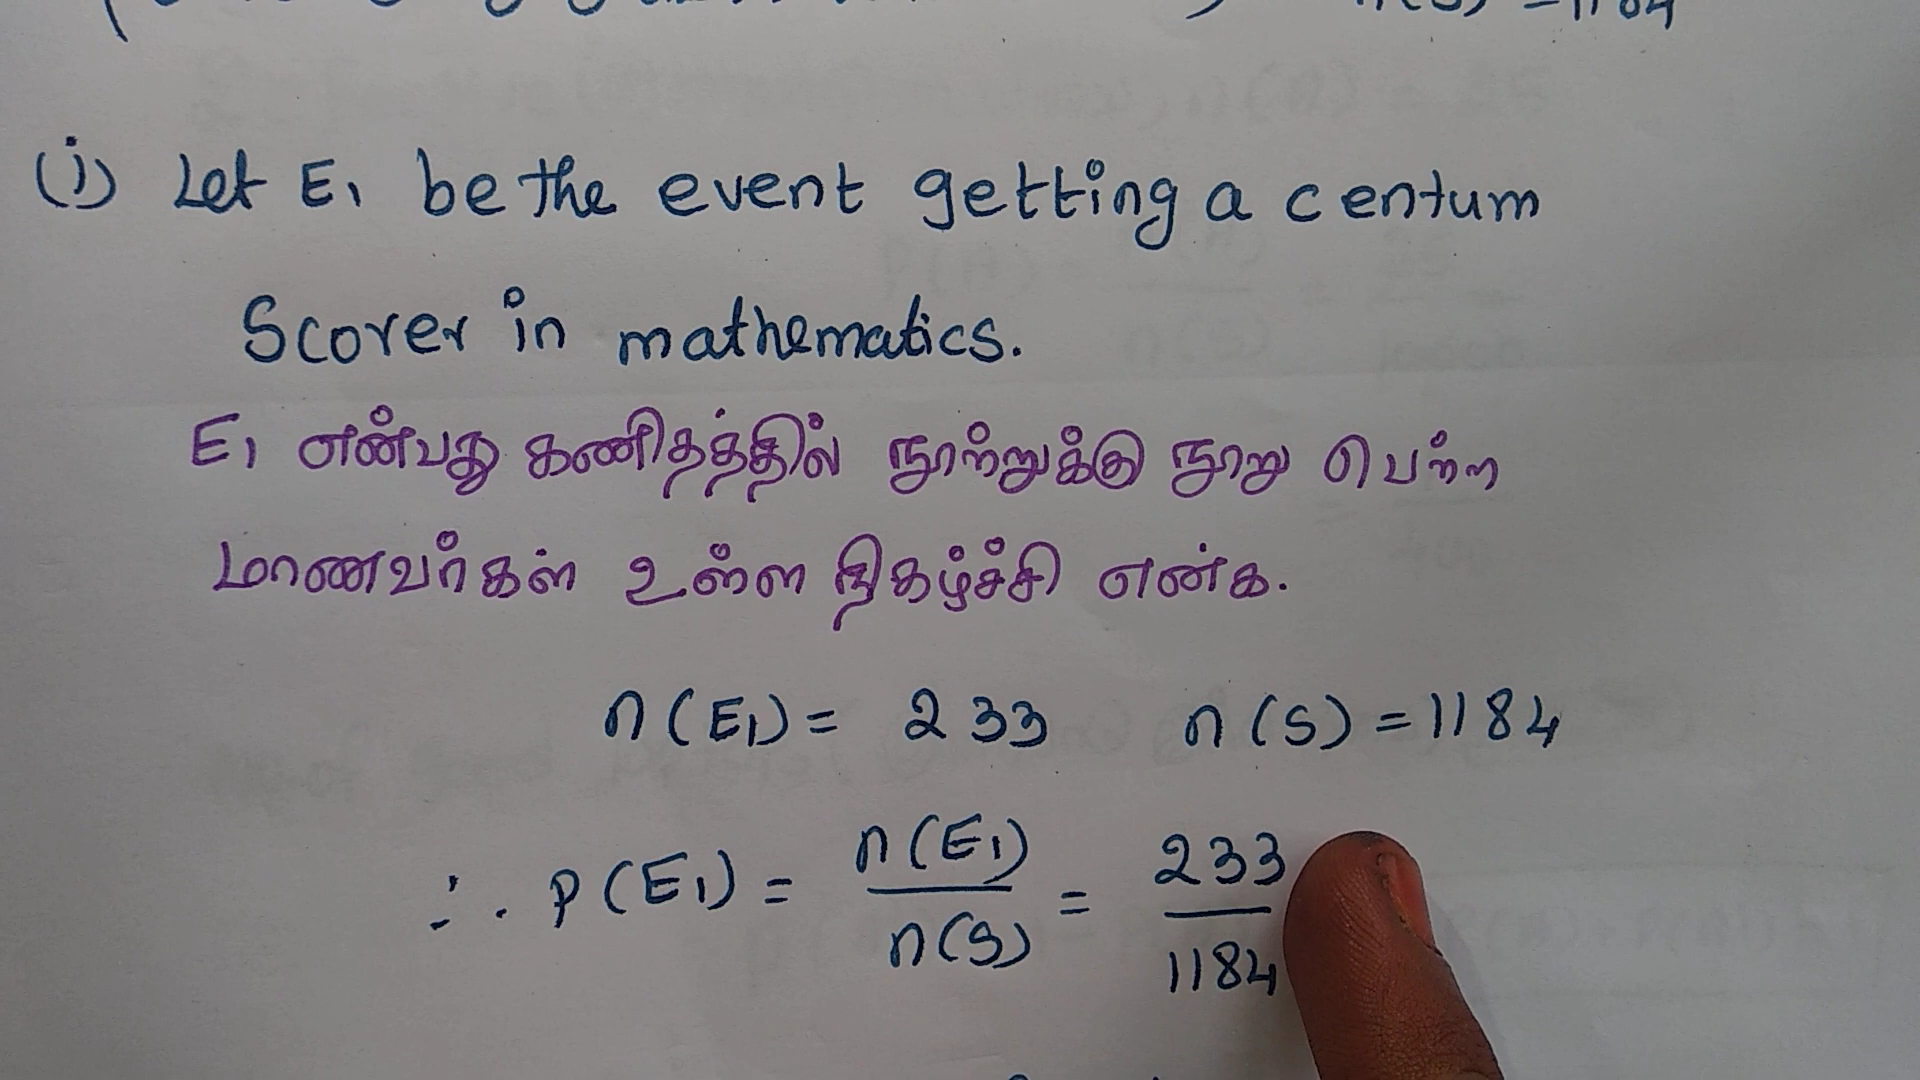 n(S) = 1184
(i) Let E₁ be the event getting a centum
Scorer in mathematics.
E₁ என்பது கணிதத்தில் நூற்றுக்கு நூறு பெற்ற
மாணவர்கள் உள்ள நிகழ்ச்சி என்க.
n(E₁) = 233 n(S) = 1184
∴ P(E₁) = n(E₁)/n(S) = 233/1184